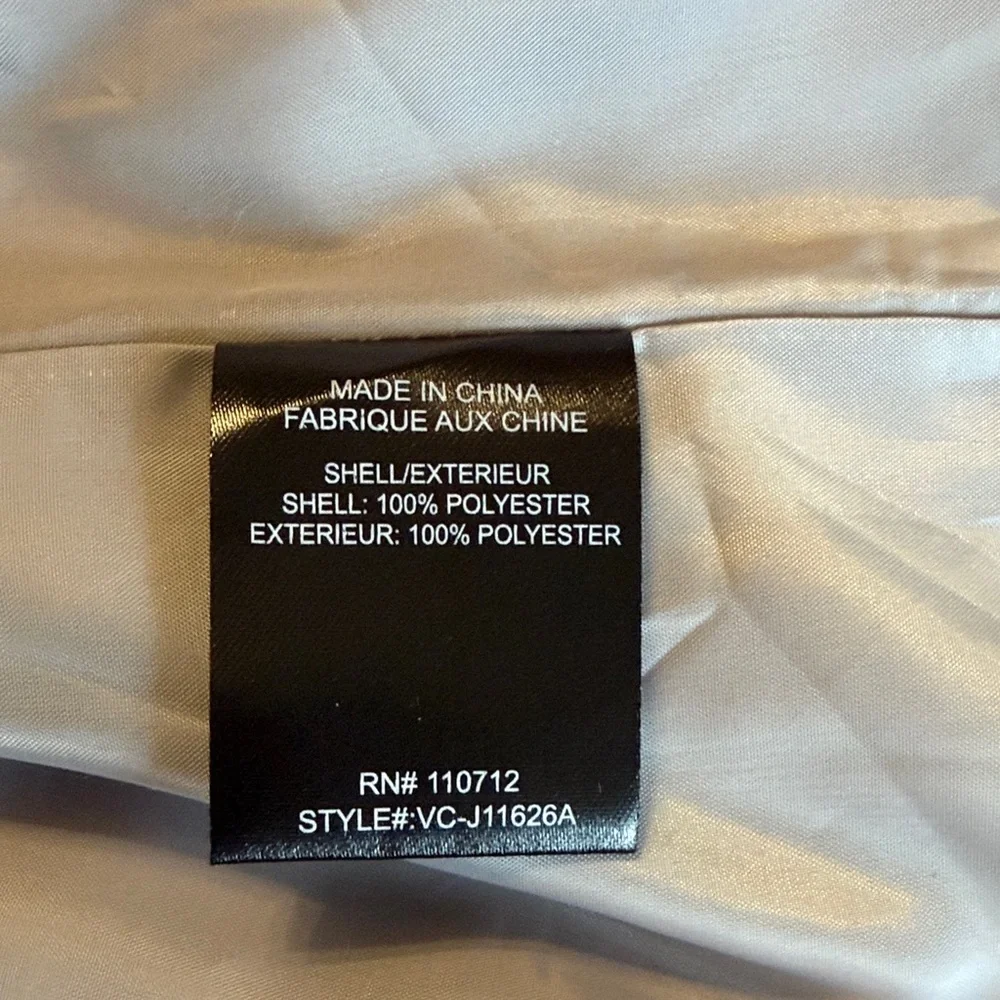 MADE IN CHINA
FABRIQUE AUX CHINE
SHELL/EXTERIEUR
SHELL: 100% POLYESTER
EXTERIEUR: 100% POLYESTER
RN# 110712
STYLE#:VC-J11626A